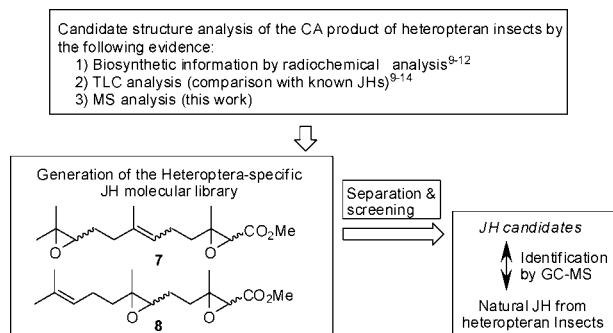 Candidate structure analysis of the CA product of heteropteran insects by
the following evidence:
1) Biosynthetic information by radiochemical analysis9-12
2) TLC analysis (comparison with known JHs)9-14
3) MS analysis (this work)
Generation of the Heteroptera-specific
JH molecular library
O
O
CO2Me
7
O
O
CO2Me
8
Separation &
screening
JH candidates
Identification
by GC-MS
Natural JH from
heteropteran Insects